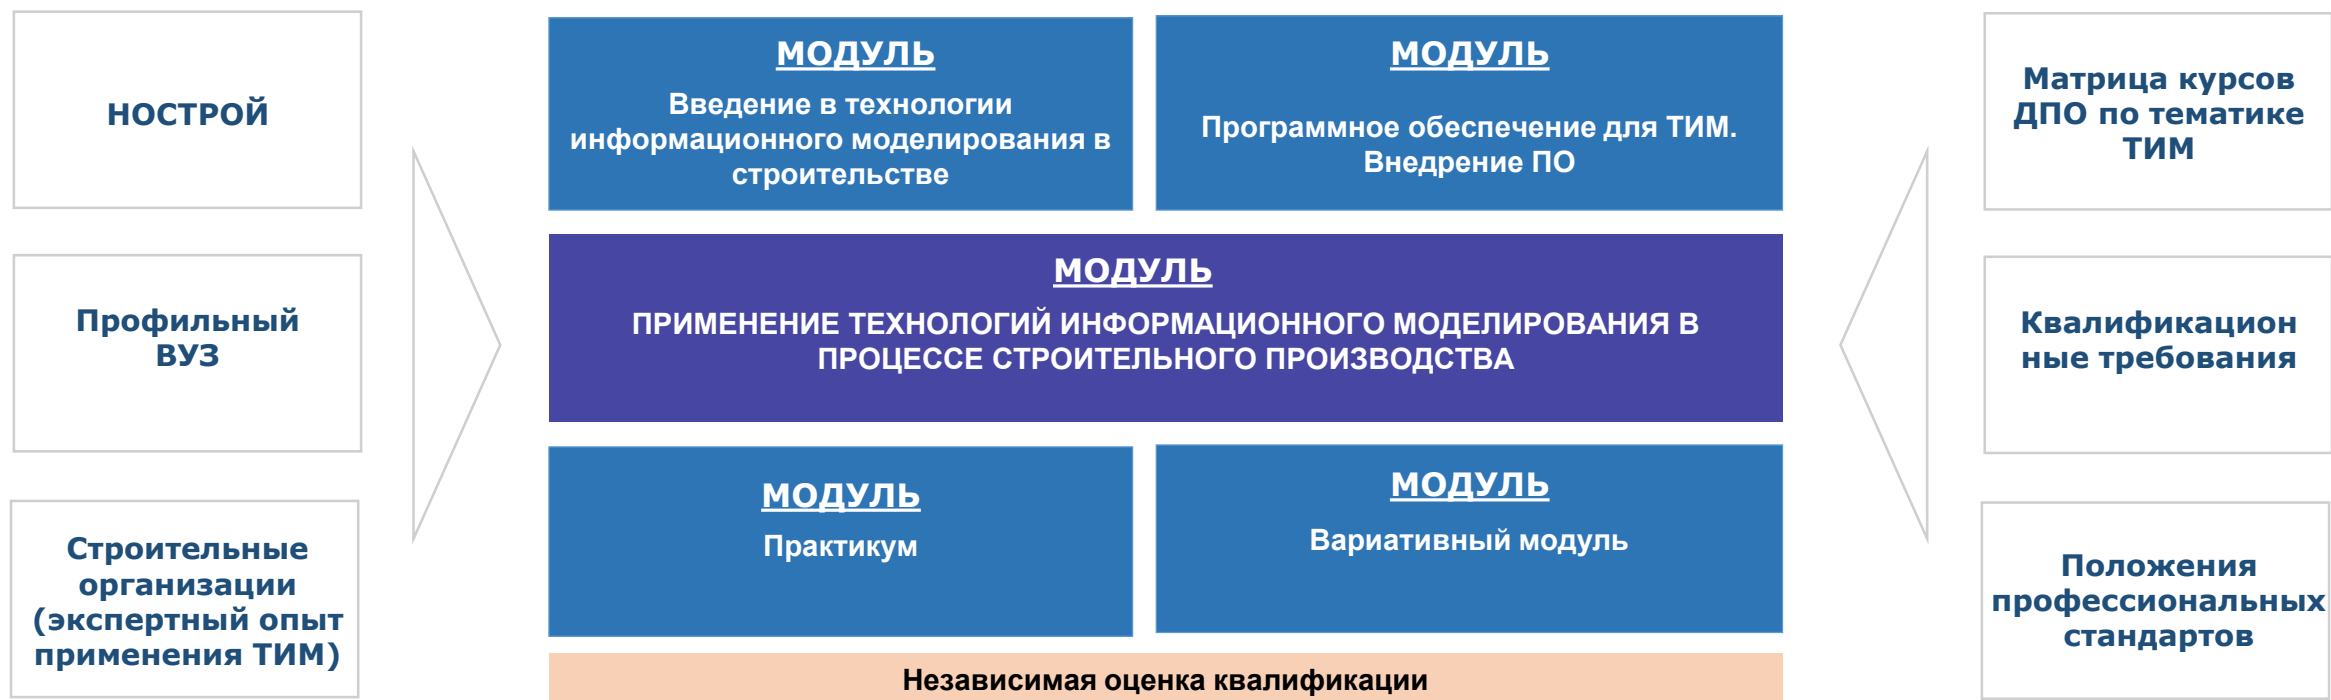 НОСТРОЙ
Профильный
ВУЗ
Строительные
организации
(экспертный опыт
применения ТИМ)
МОДУЛЬ
Введение в технологии
информационного моделирования в
строительстве
МОДУЛЬ
Программное обеспечение для ТИМ.
Внедрение ПО
МОДУЛЬ
ПРИМЕНЕНИЕ ТЕХНОЛОГИЙ ИНФОРМАЦИОННОГО МОДЕЛИРОВАНИЯ В
ПРОЦЕССЕ СТРОИТЕЛЬНОГО ПРОИЗВОДСТВА
МОДУЛЬ
Практикум
МОДУЛЬ
Вариативный модуль
Независимая оценка квалификации
Матрица курсов
ДПО по тематике
ТИМ
Квалификацион
ные требования
Положения
профессиональных
стандартов